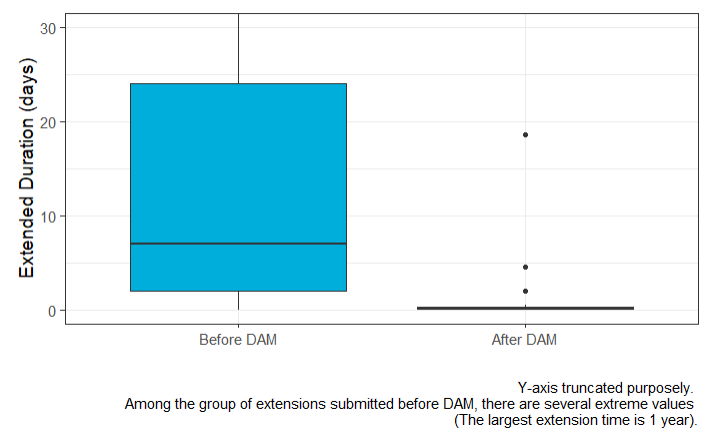 Extended Duration (days)
30
20
10
0
Before DAM
After DAM
Y-axis truncated purposely.
Among the group of extensions submitted before DAM, there are several extreme values
(The largest extension time is 1 year).